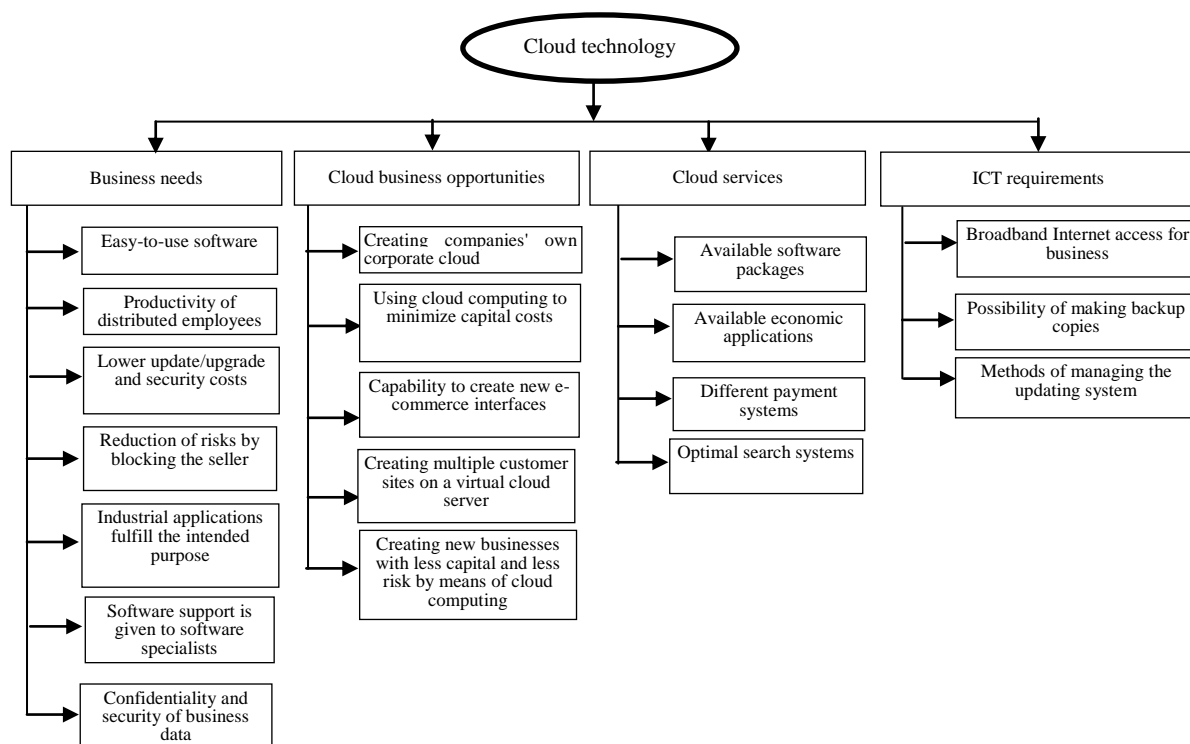 Cloud technology
Business needs
Easy-to-use software
Productivity of
distributed employees
Lower update/upgrade
and security costs
Reduction of risks by
blocking the seller
Industrial applications
fulfill the intended
purpose
Software support is
given to software
specialists
Confidentiality and
security of business
data
Cloud business opportunities
Creating companies' own
corporate cloud
Using cloud computing to
minimize capital costs
Capability to create new e-
commerce interfaces
Creating multiple customer
sites on a virtual cloud
server
Creating new businesses
with less capital and less
risk by means of cloud
computing
Cloud services
Available software
packages
Available economic
applications
Different payment
systems
Optimal search systems
ICT requirements
Broadband Internet access for
business
Possibility of making backup
copies
Methods of managing the
updating system